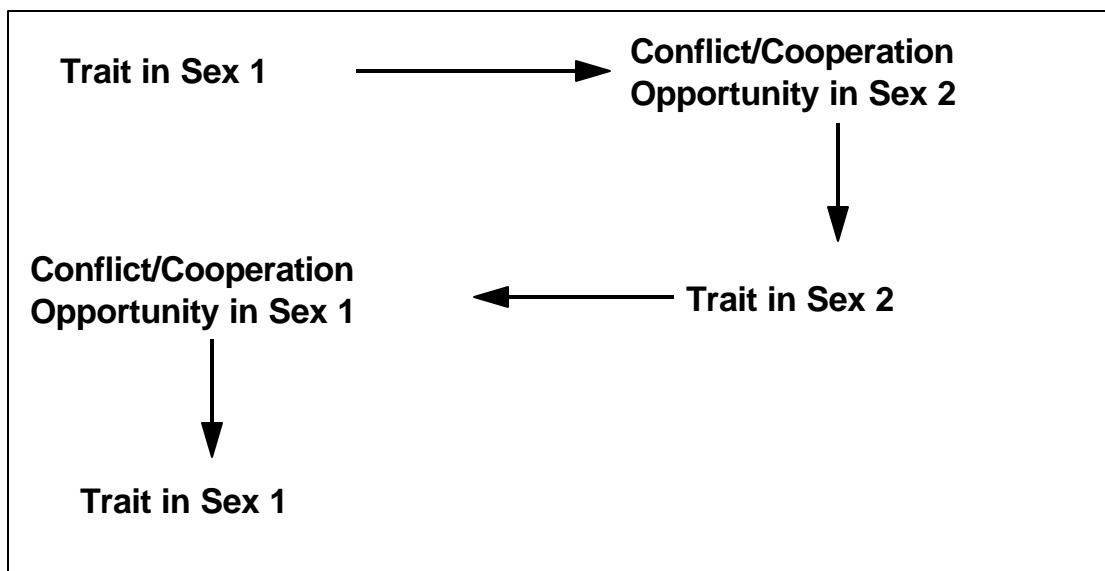 Trait in Sex 1
Conflict/Cooperation
Opportunity in Sex 2
Conflict/Cooperation
Opportunity in Sex 1
Trait in Sex 2
Trait in Sex 1